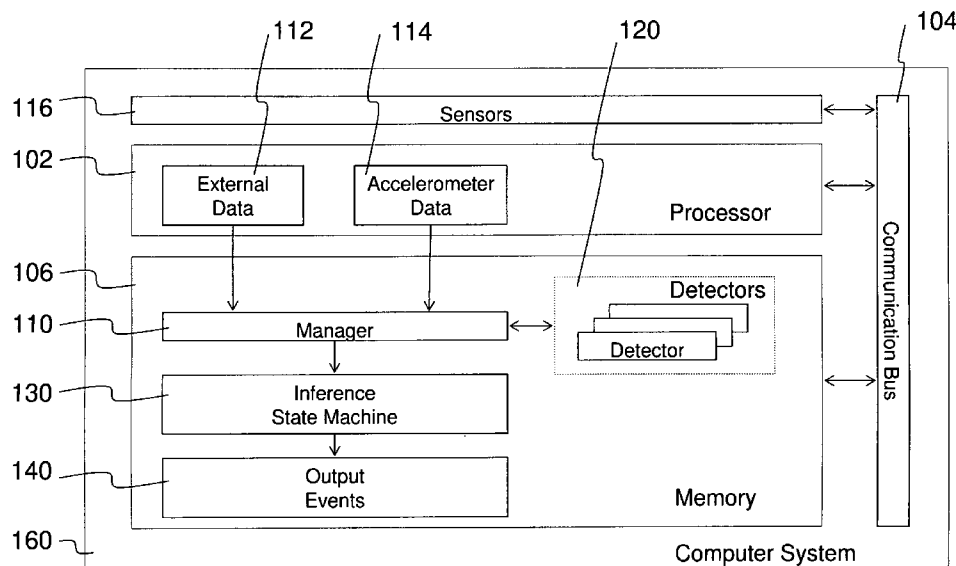 112
114
120
104
116
Sensors
102
External
Data
Accelerometer
Data
Processor
106
Detectors
110
Manager
Detector
Communication Bus
130
Inference
State Machine
140
Output
Events
Memory
160
Computer System